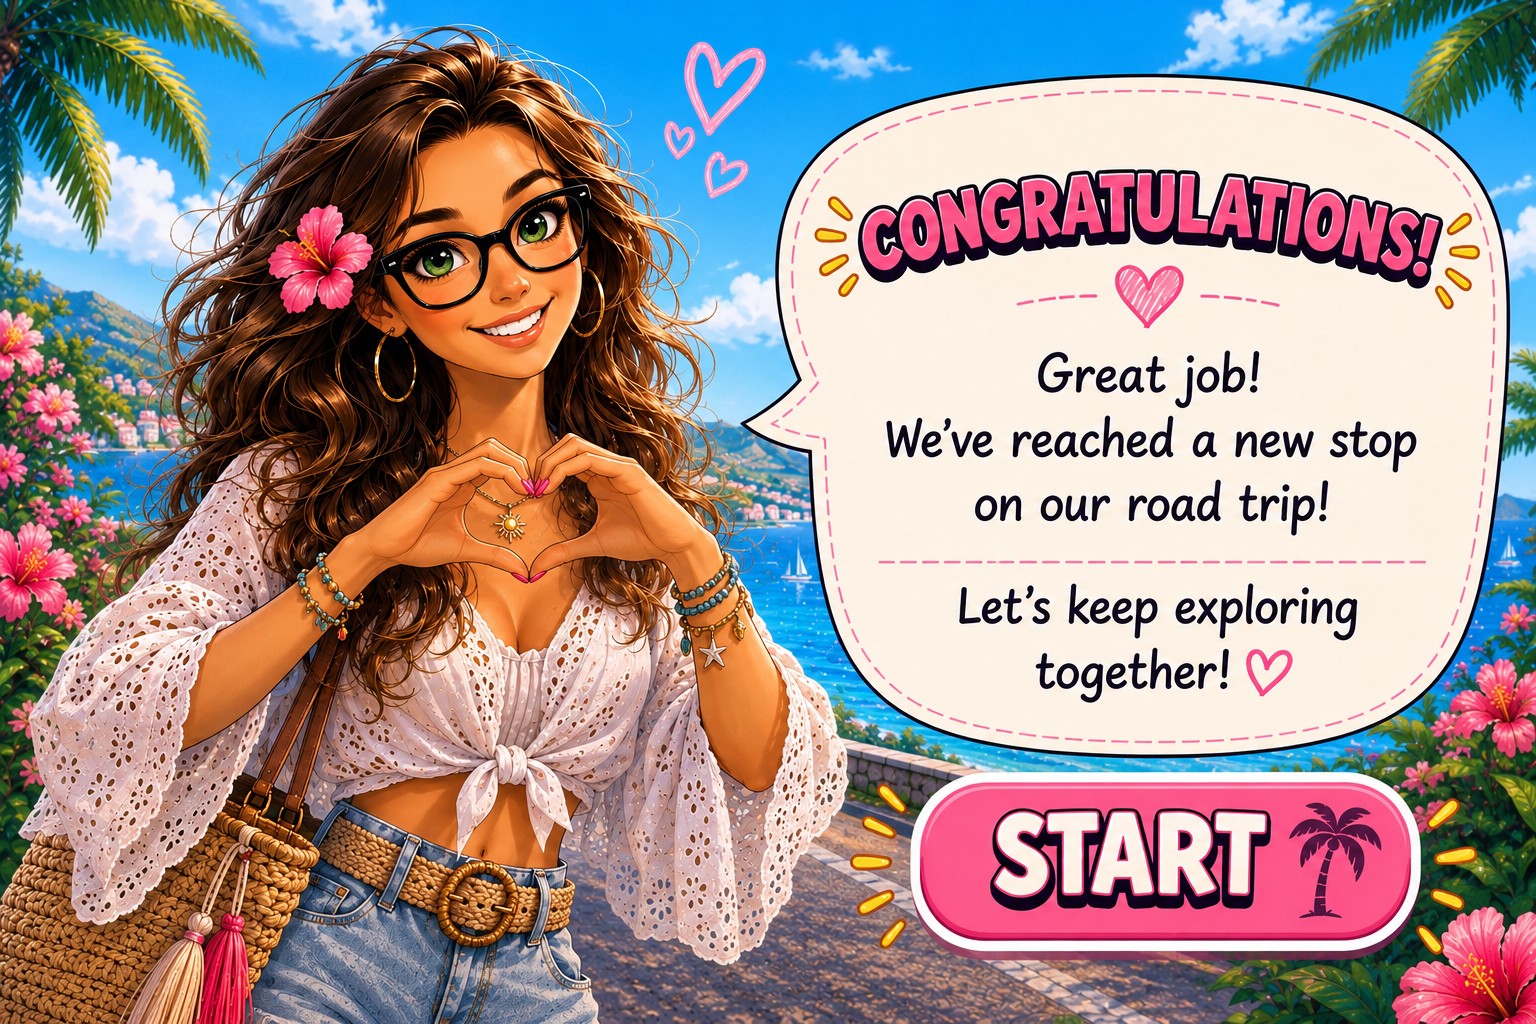 CONGRATULATIONS!
Great job!
We've reached a new stop
on our road trip!
Let's keep exploring
together!
START